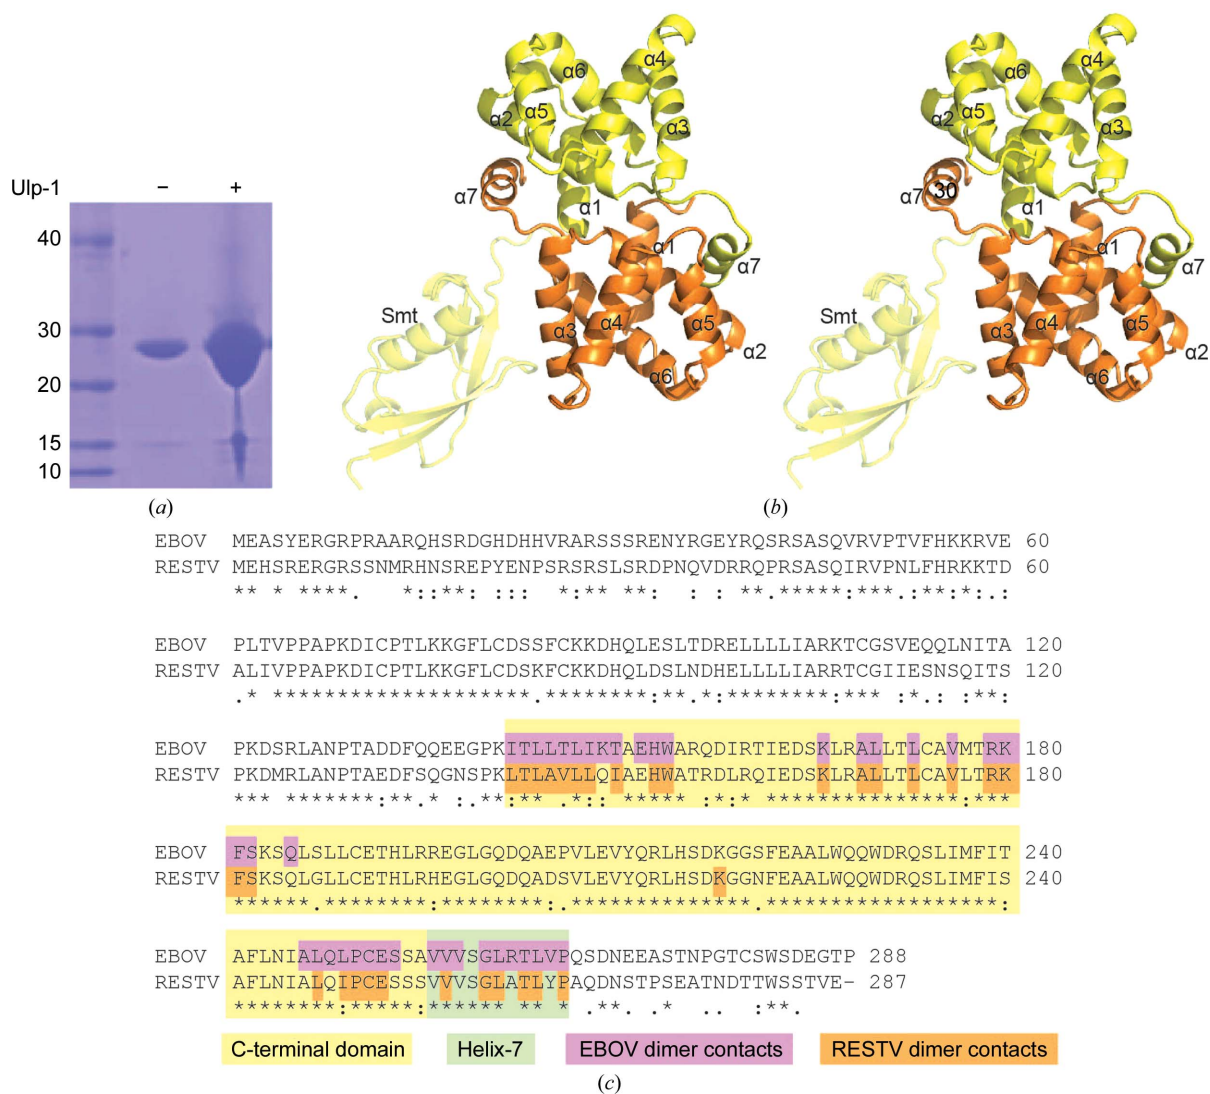 Ulp-1 − +
40
30
20
15
10
(a)
α6
α4
α2
α5
α3
α7
α1
α1
α7
Smt
α3
α4
α5
α2
α6
α6
α4
α2
α5
α3
α7
30
α1
α1
α7
Smt
α3
α4
α5
α2
α6
(b)
EBOV MEASYERGRPRAARQHSRDGHDHHVRARSSSRENYRGEYRQSRSASQVRVPTVFHKKRVE 60
RESTV MEHSRERGRSSNMRHNSREPYENPSRSRSLSRDPNQVDRRQPRSASQIRVPNLFHRKKTD 60
** * ****. *:: *: ::: *:**: : *: **.*****:***.:**:*:.:
EBOV PLTVPPAPKDICPTLKKGFLCDSSFCKKDHQLESLTDRELLLLIARKTCGSVEQQLNITA 120
RESTV ALIVPPAPKDICPTLKKGFLCDSKFCKKDHQLDSLNDHELLLLIARRTCGIIESNSQITS 120
.* ********************.********:**.*:********:*** :*.: :**:
EBOV PKDSRLANPTADDFQQEEGPKITLLTLIKTAEHWARQDIRTIEDSKLRALLTLCAVMTRK 180
RESTV PKDMRLANPTAEDFSQGNSPKLTLAVLLQIAEHWATRDLRQIEDSKLRALLTLCAVLTRK 180
*** *******:**.* :.**:** .*:: ***** :*:* ***************:***
EBOV FSKSQLSLLCETHLRREGLGQDQAEPVLEVYQRLHSDKGGSFEAALWQQWDRQSLIMFIT 240
RESTV FSKSQLGLLCETHLRHEGLGQDQADSVLEVYQRLHSDKGGNFEAALWQQWDRQSLIMFIS 240
******.********:********:.**************.******************:
EBOV AFLNIALQLPCESSAVVVSGLRTLVPQSDNEEASTNPGTCSWSDEGTP 288
RESTV AFLNIALQIPCESSSVVVSGLATLYPAQDNSTPSEATNDTTWSSTVE- 287
********:*****:****** ** * .**. .* .. :**.
C-terminal domain
Helix-7
EBOV dimer contacts
RESTV dimer contacts
(c)